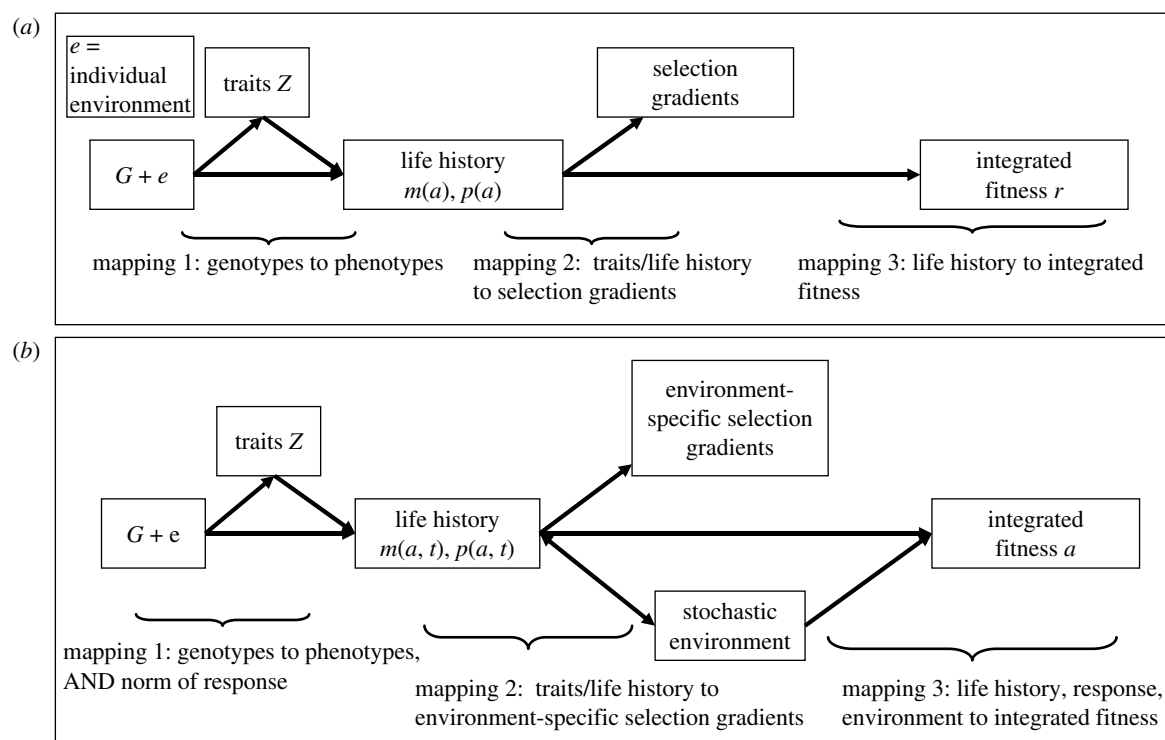 (a)
e =
individual
environment
traits Z
selection
gradients
G + e
life history
m(a), p(a)
integrated
fitness r
mapping 1: genotypes to phenotypes
mapping 2: traits/life history
to selection gradients
mapping 3: life history to integrated
fitness
(b)
environment-
specific selection
gradients
traits Z
G + e
life history
m(a, t), p(a, t)
integrated
fitness a
stochastic
environment
mapping 1: genotypes to phenotypes,
AND norm of response
mapping 2: traits/life history to
environment-specific selection gradients
mapping 3: life history, response,
environment to integrated fitness